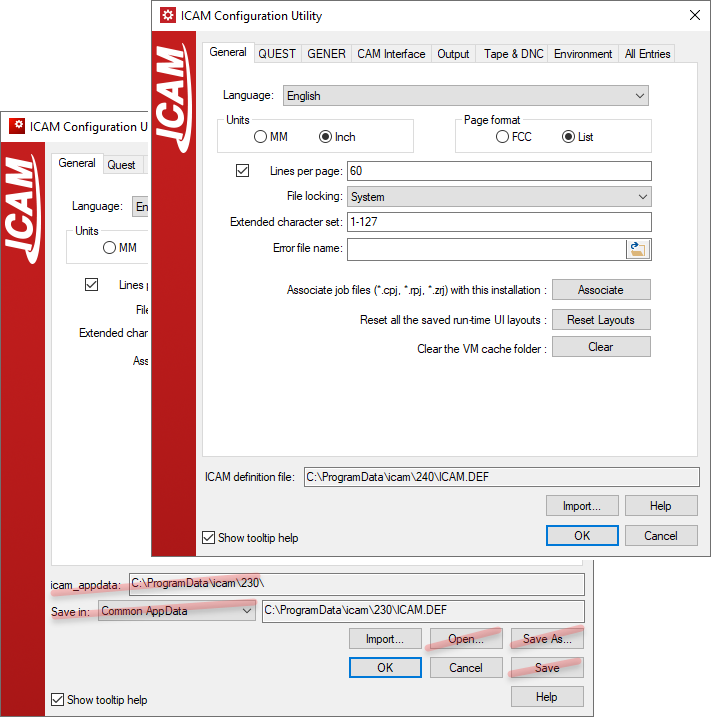 ICAM Configuration Utility
ICAM
General QUEST GENER CAM Interface Output Tape & DNC Environment All Entries
Language: English
Units
MM Inch
Page format
FCC List
Lines per page: 60
File locking: System
Extended character set: 1-127
Error file name:
Associate job files (*.cpj, *.rpj, *.zrj) with this installation : Associate
Reset all the saved run-time UI layouts : Reset Layouts
Clear the VM cache folder : Clear
ICAM definition file: C:\ProgramData\icam\240\ICAM.DEF
Import... Help
Show tooltip help OK Cancel
ICAM Configuration U
ICAM
General Quest
Language: En
Units
MM
Lines p
File
Extended char
Ass
icam_appdata: C:\ProgramData\icam\230\
Save in: Common AppData C:\ProgramData\icam\230\ICAM.DEF
Import... Open... Save As...
OK Cancel Save
Show tooltip help Help